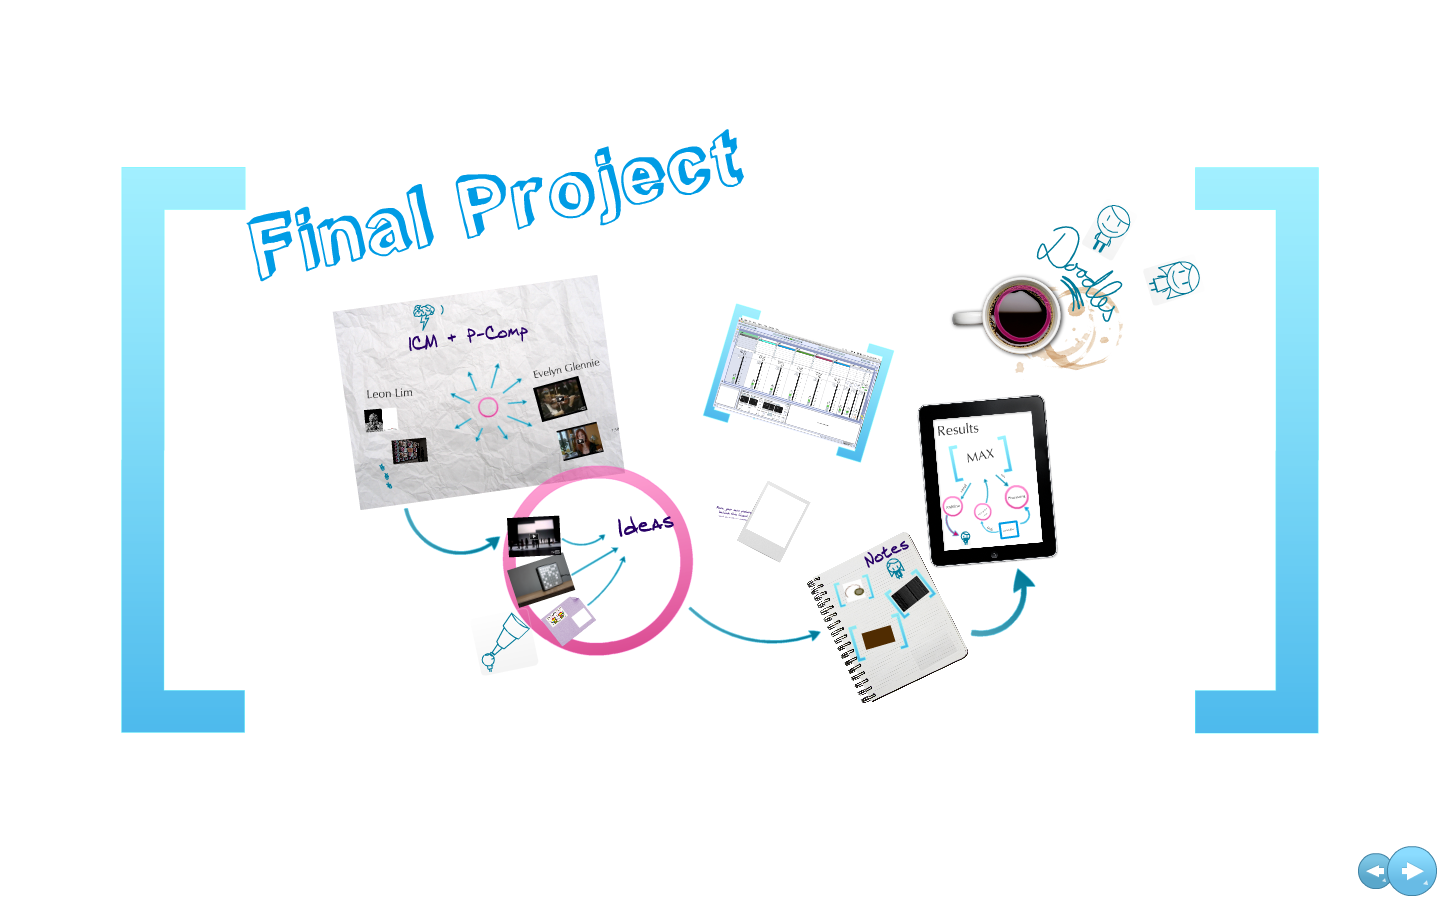 Final Project
ICM + P-Comp
Leon Lim
Evelyn Glennie
Ideas
Notes
Doodles
Results
MAX